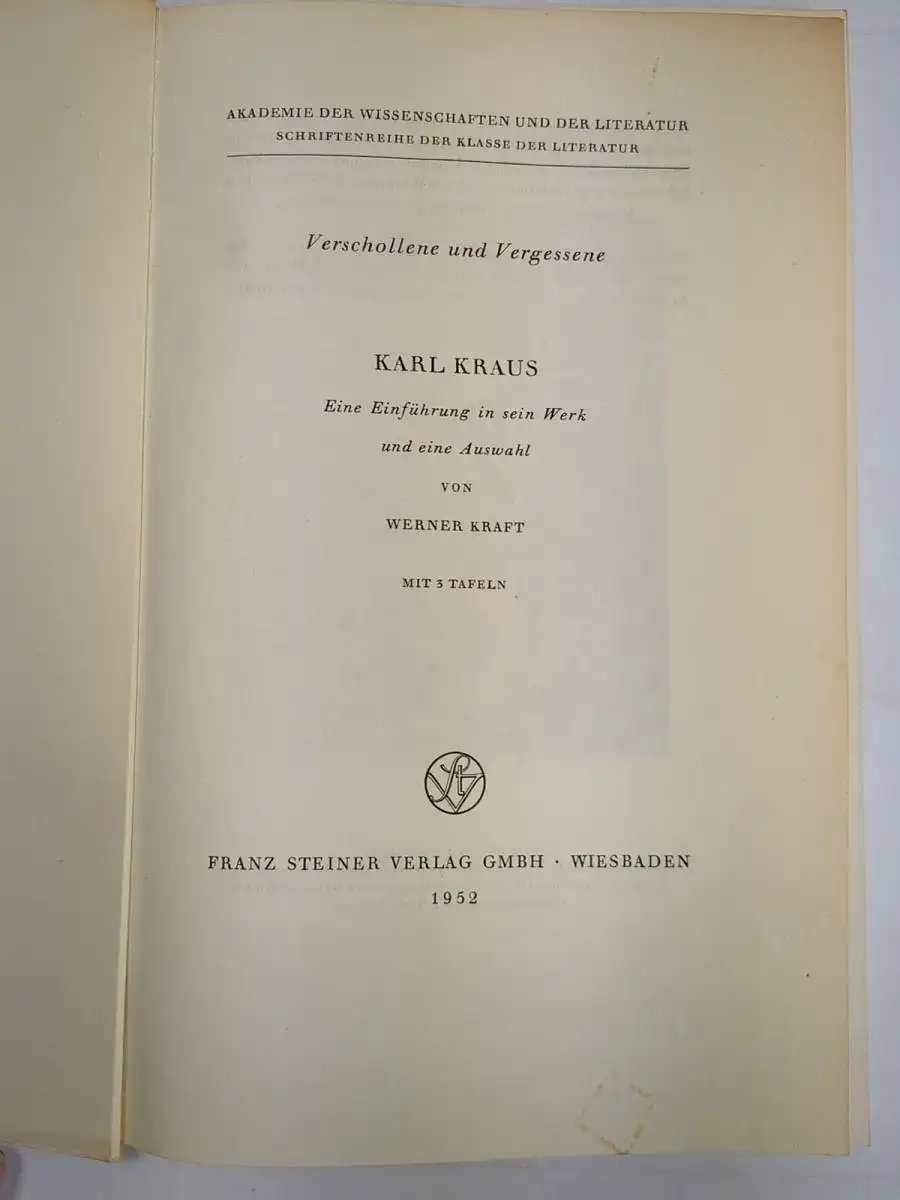 AKADEMIE DER WISSENSCHAFTEN UND DER LITERATUR
SCHRIFTENREIHE DER KLASSE DER LITERATUR
Verschollene und Vergessene
KARL KRAUS
Eine Einführung in sein Werk
und eine Auswahl
VON
WERNER KRAFT
MIT 3 TAFELN
FRANZ STEINER VERLAG GMBH · WIESBADEN
1952